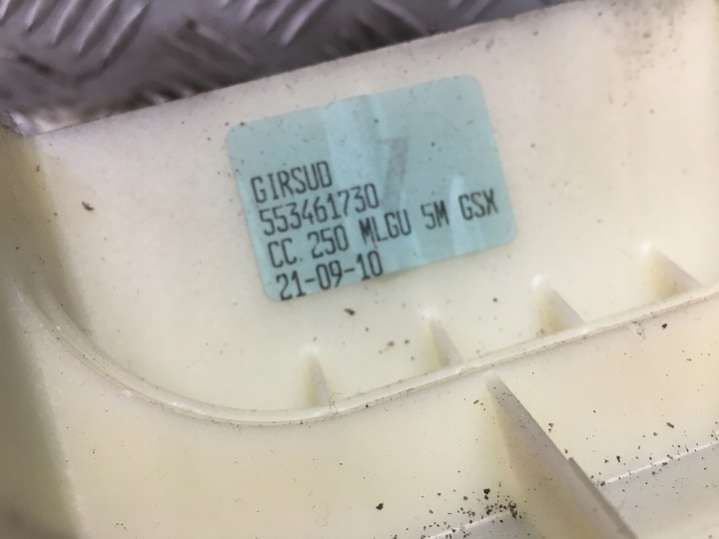 GIRSUD
553461730
CC. 250 MLGU 5M GSX
21-09-10